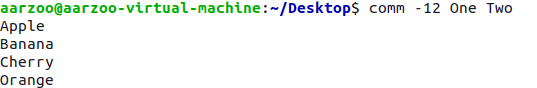 aarzoo@aarzoo-virtual-machine:~/Desktop$ comm -12 One Two
Apple
Banana
Cherry
Orange